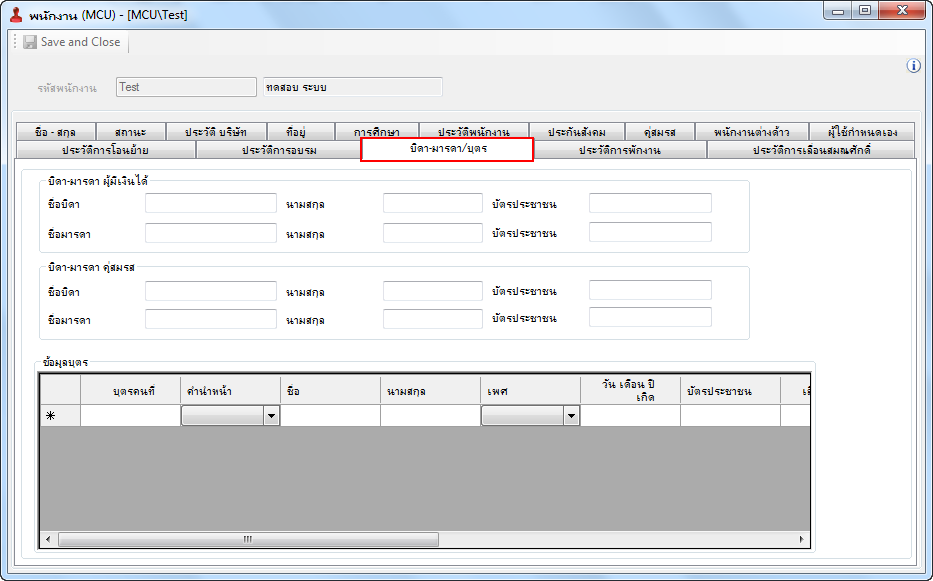 พนักงาน (MCU) - [MCU\Test]
Save and Close
รหัสพนักงาน Test ทดสอบ ระบบ
ชื่อ - สกุล สถานะ ประวัติ บริษัท ที่อยู่ การศึกษา ประวัติพนักงาน ประกันสังคม คู่สมรส พนักงานต่างด้าว ผู้ใช้กำหนดเอง
ประวัติการโอนย้าย ประวัติการอบรม บิดา-มารดา/บุตร ประวัติการพักงาน ประวัติการเลื่อนสมณศักดิ์
บิดา-มารดา ผู้มีเงินได้
ชื่อบิดา นามสกุล บัตรประชาชน
ชื่อมารดา นามสกุล บัตรประชาชน
บิดา-มารดา คู่สมรส
ชื่อบิดา นามสกุล บัตรประชาชน
ชื่อมารดา นามสกุล บัตรประชาชน
ข้อมูลบุตร
บุตรคนที่ คำนำหน้า ชื่อ นามสกุล เพศ วัน เดือน ปี เกิด บัตรประชาชน